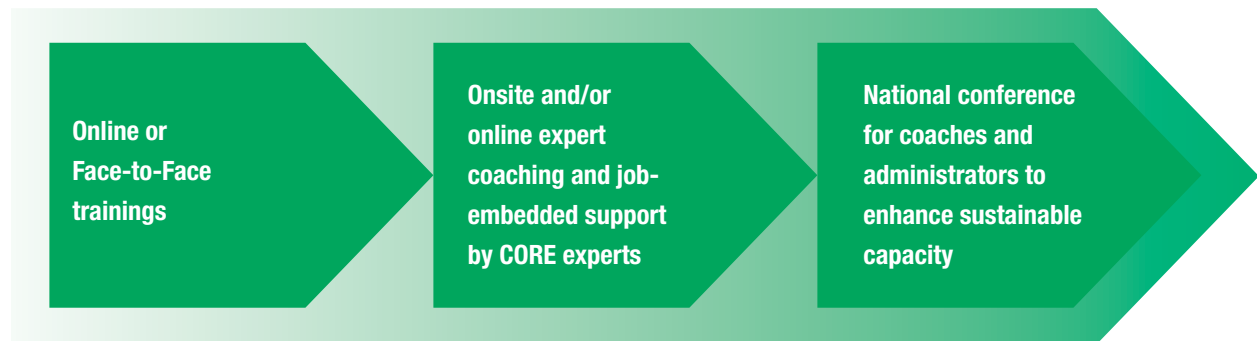 Online or
Face-to-Face
trainings
Onsite and/or
online expert
coaching and job-
embedded support
by CORE experts
National conference
for coaches and
administrators to
enhance sustainable
capacity